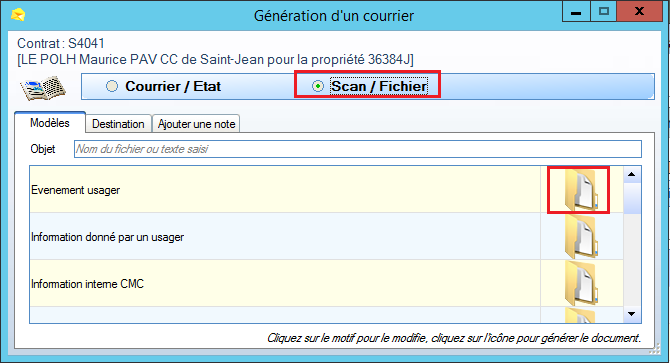 Génération d'un courrier
Contrat : S4041
[LE POLH Maurice PAV CC de Saint-Jean pour la propriété 36384J]
Courrier / Etat
Scan / Fichier
Modèles
Destination
Ajouter une note
Objet
Nom du fichier ou texte saisi
Evenement usager
Information donné par un usager
Information interne CMC
Cliquez sur le motif pour le modifie, cliquez sur l'icône pour générer le document.